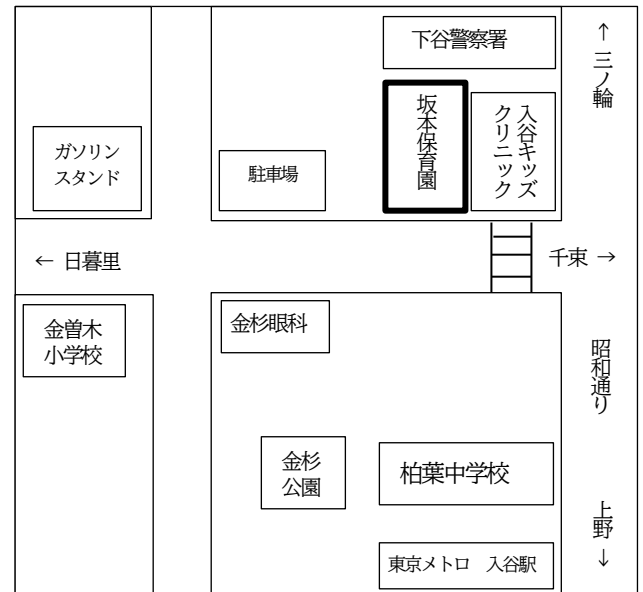 下谷警察署
↑三ノ輪
坂本保育園
入谷キッズ
クリニック
ガソリン
スタンド
駐車場
← 日暮里
千束 →
金曽木
小学校
金杉眼科
昭和通り
金杉
公園
柏葉中学校
上野↓
東京メトロ 入谷駅